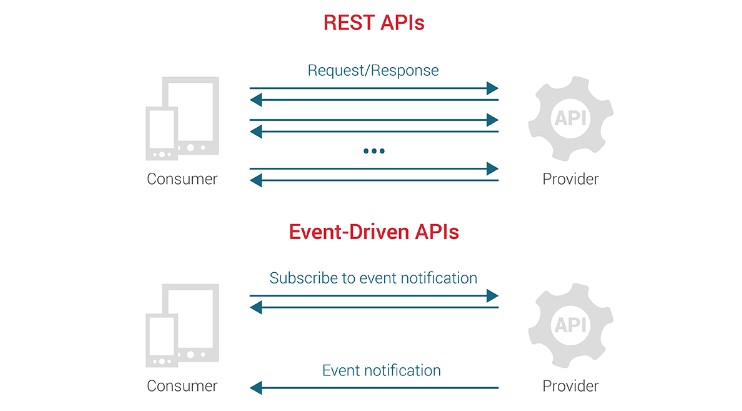 REST APIs
Request/Response
API
...
Consumer
Provider
Event-Driven APIs
Subscribe to event notification
API
Event notification
Consumer
Provider